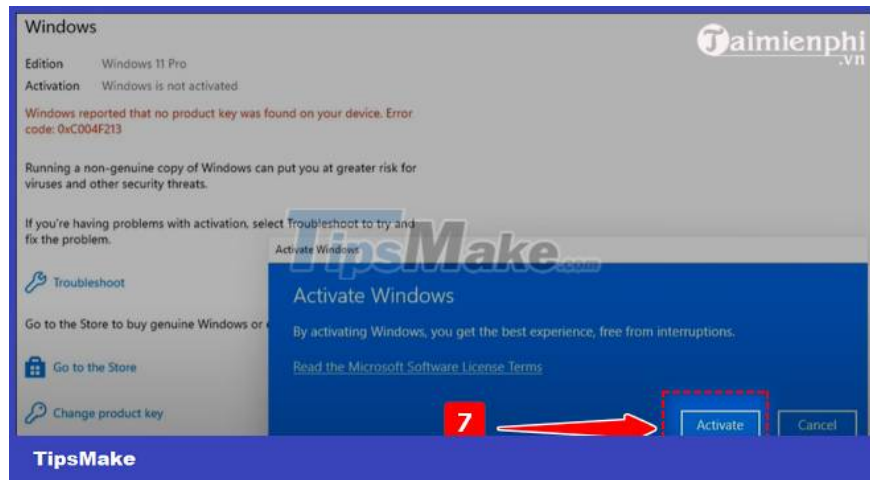 Windows
Taimienphi
.vn
Edition Windows 11 Pro
Activation Windows is not activated
Windows reported that no product key was found on your device. Error
code: 0xC004F213
Running a non-genuine copy of Windows can put you at greater risk for
viruses and other security threats.
If you're having problems with activation, select Troubleshoot to try and
fix the problem.
TipsMake.com
Activate Windows
Troubleshoot
Activate Windows
Go to the Store to buy genuine Windows or
By activating Windows, you get the best experience, free from interruptions.
Go to the Store
Read the Microsoft Software License Terms
Change product key
7
Activate Cancel
TipsMake